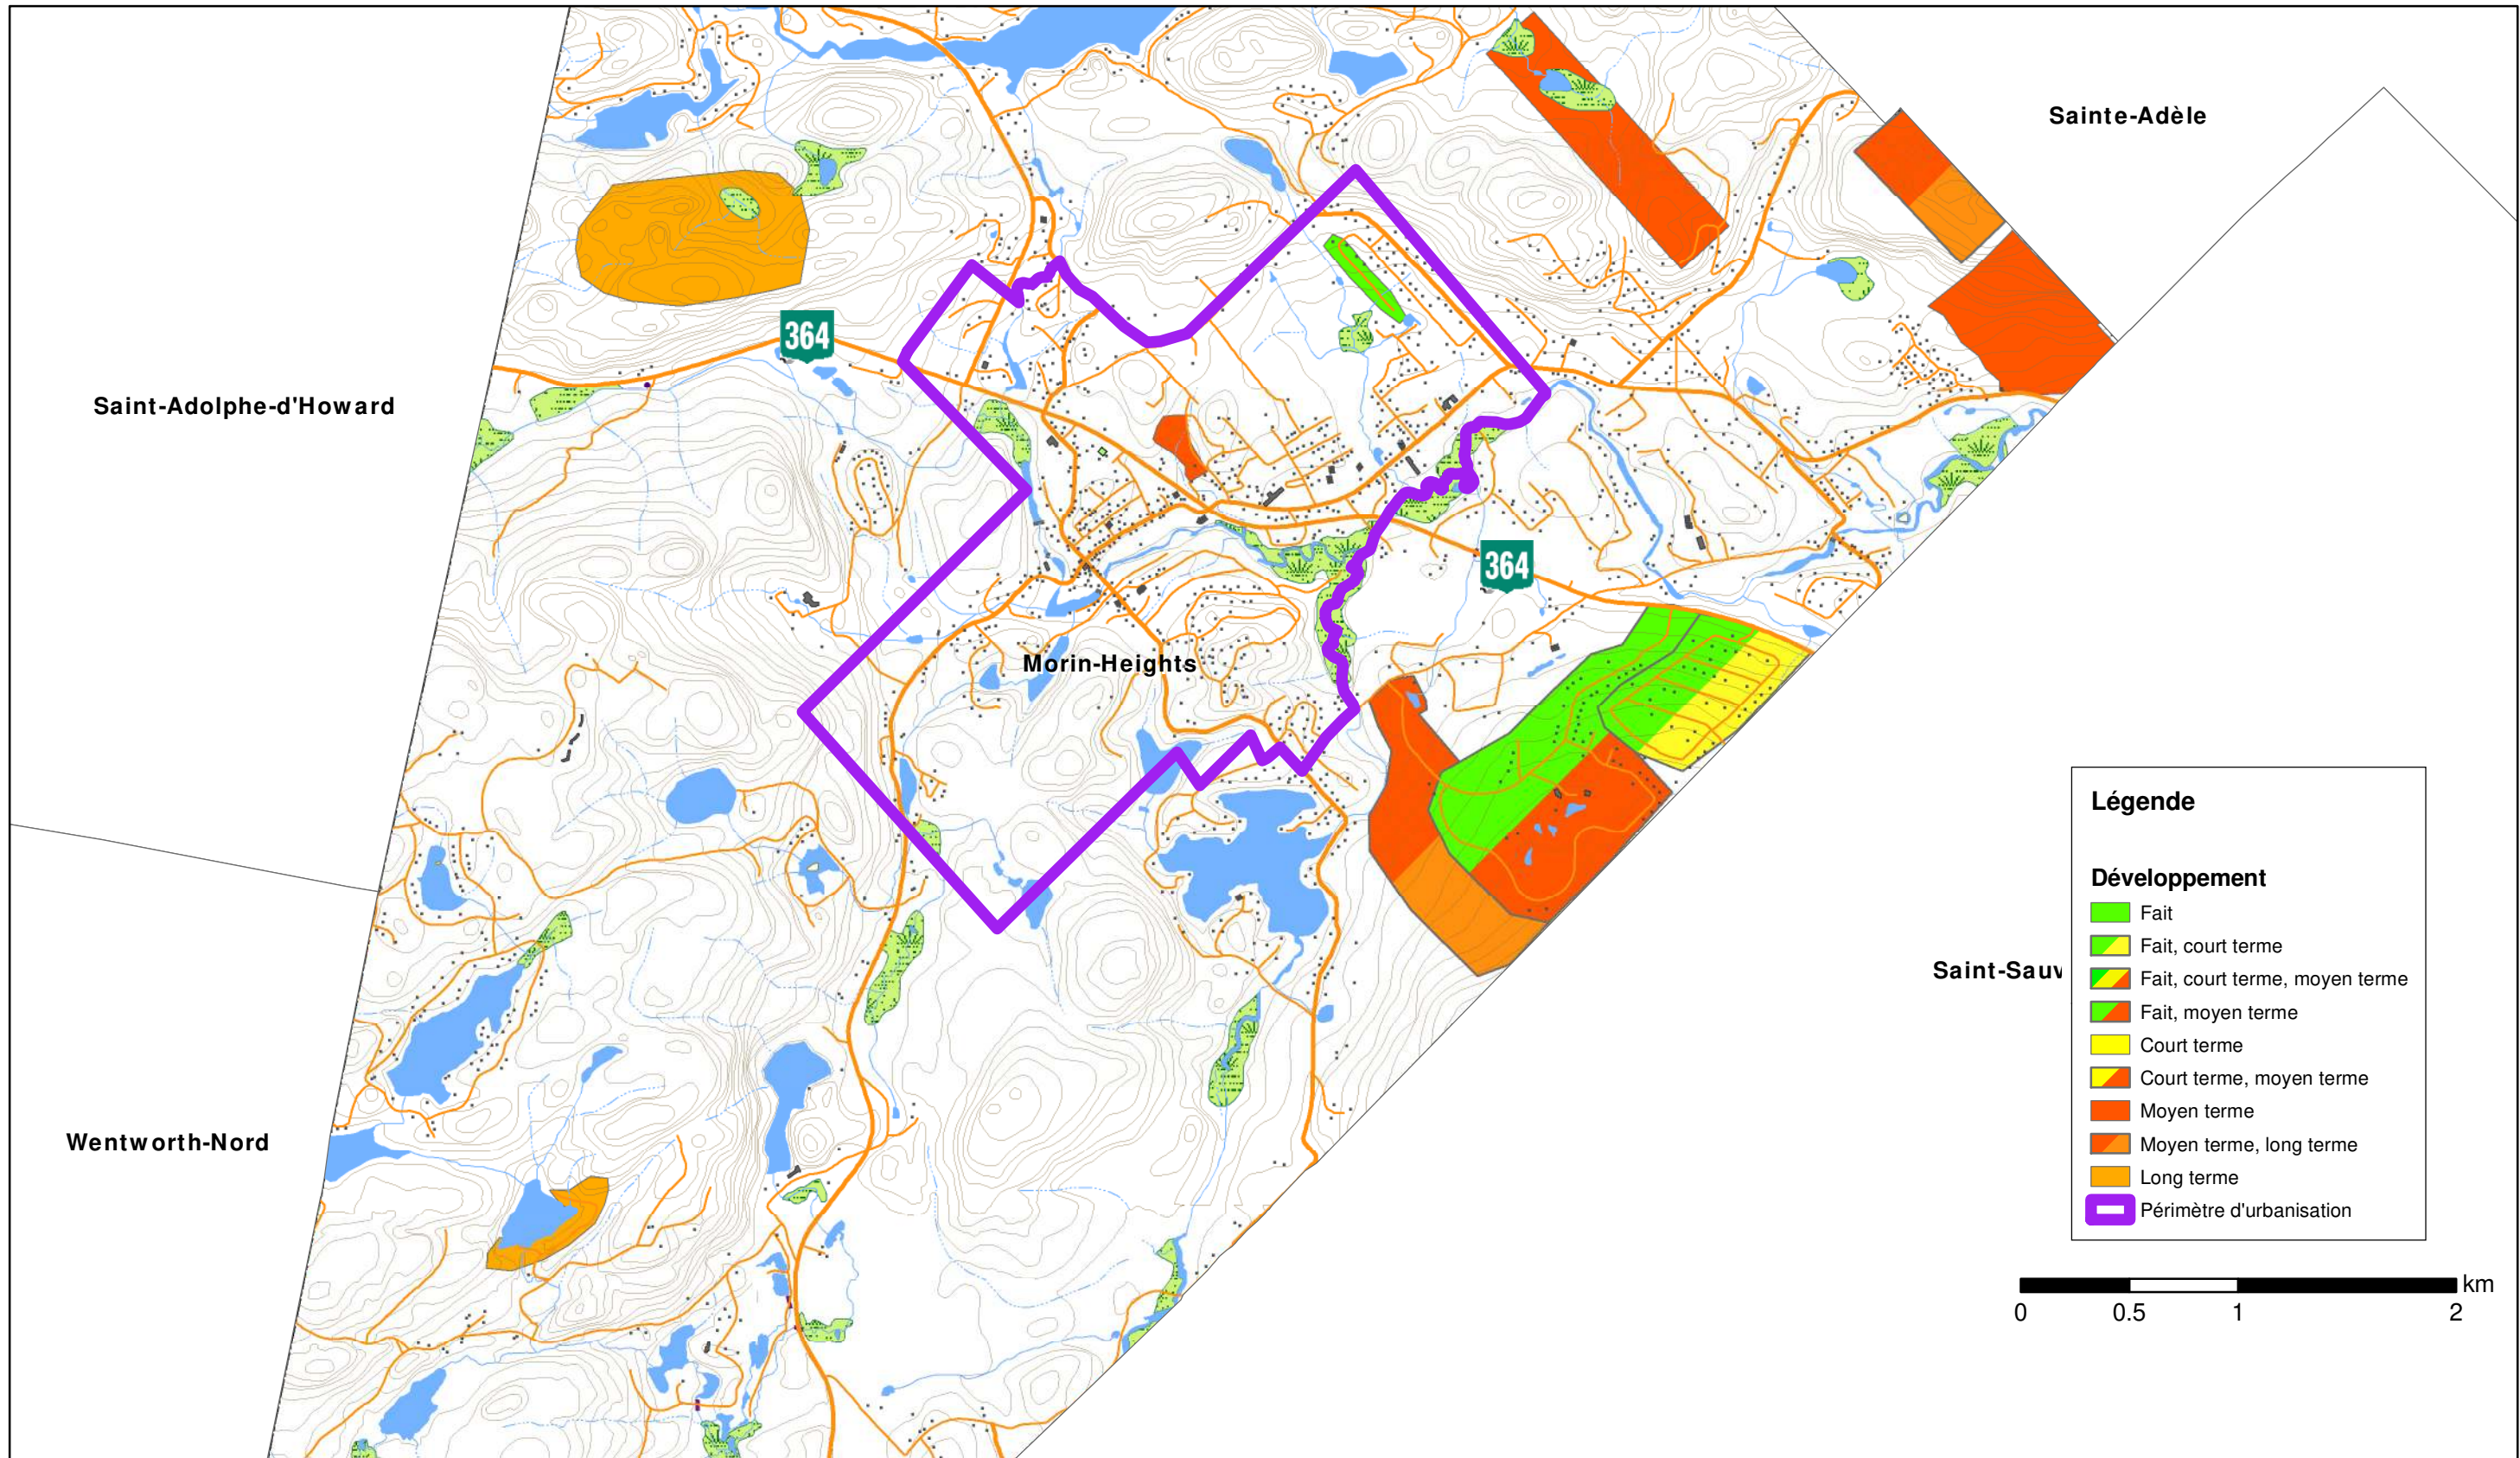 Sainte-Adèle
364
Saint-Adolphe-d'Howard
364
Morin-Heights
Saint-Sauv
Wentworth-Nord
Légende
Développement
Fait
Fait, court terme
Fait, court terme, moyen terme
Fait, moyen terme
Court terme
Court terme, moyen terme
Moyen terme
Moyen terme, long terme
Long terme
Périmètre d'urbanisation
km
0 0.5 1 2